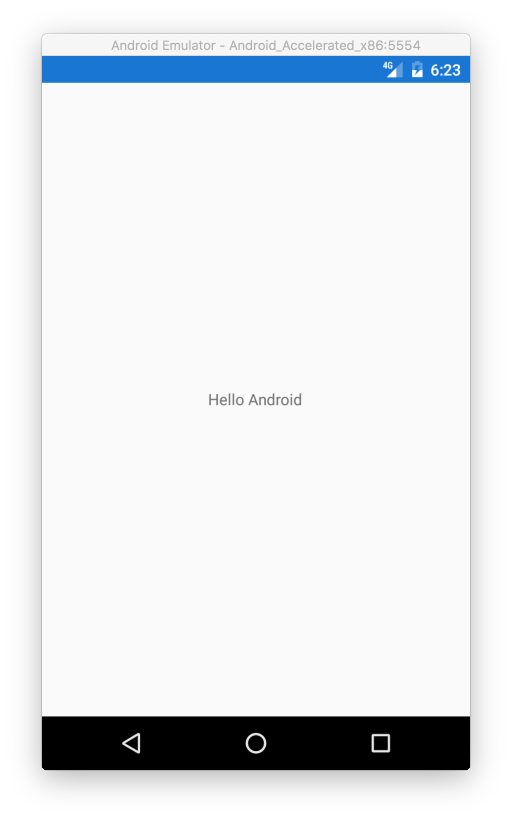 Android Emulator - Android_Accelerated_x86:5554
4G 6:23
Hello Android